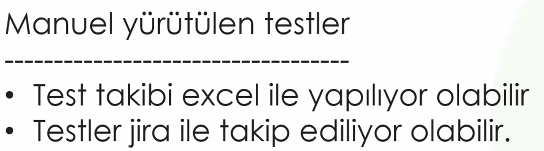 Manuel yürütülen testler
-----------------------------------
• Test takibi excel ile yapılıyor olabilir
• Testler jira ile takip ediliyor olabilir.